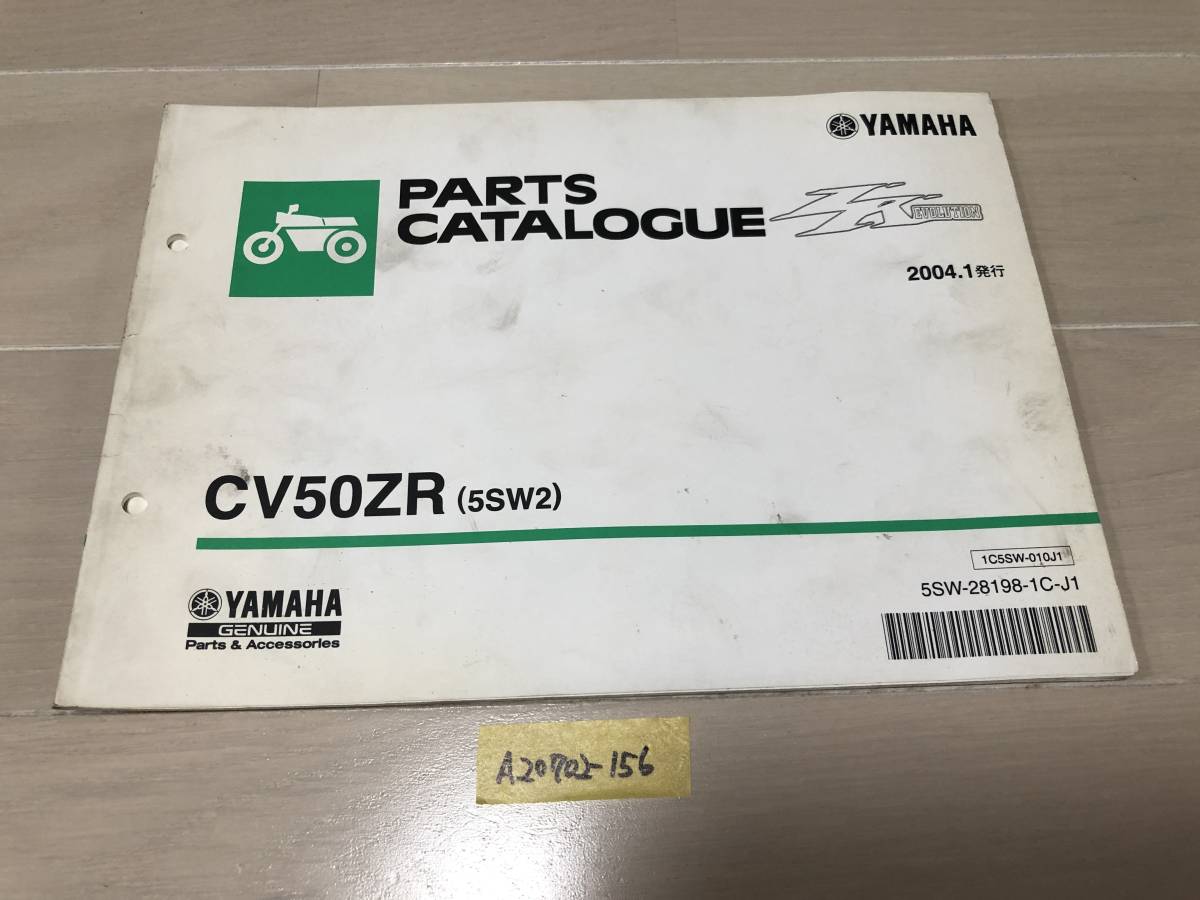 YAMAHA
PARTS
CATALOGUE
ZR EVOLUTION
2004.1発行
CV50ZR (5SW2)
1C5SW-010J1
5SW-28198-1C-J1
YAMAHA
GENUINE
Parts & Accessories
A20702-156